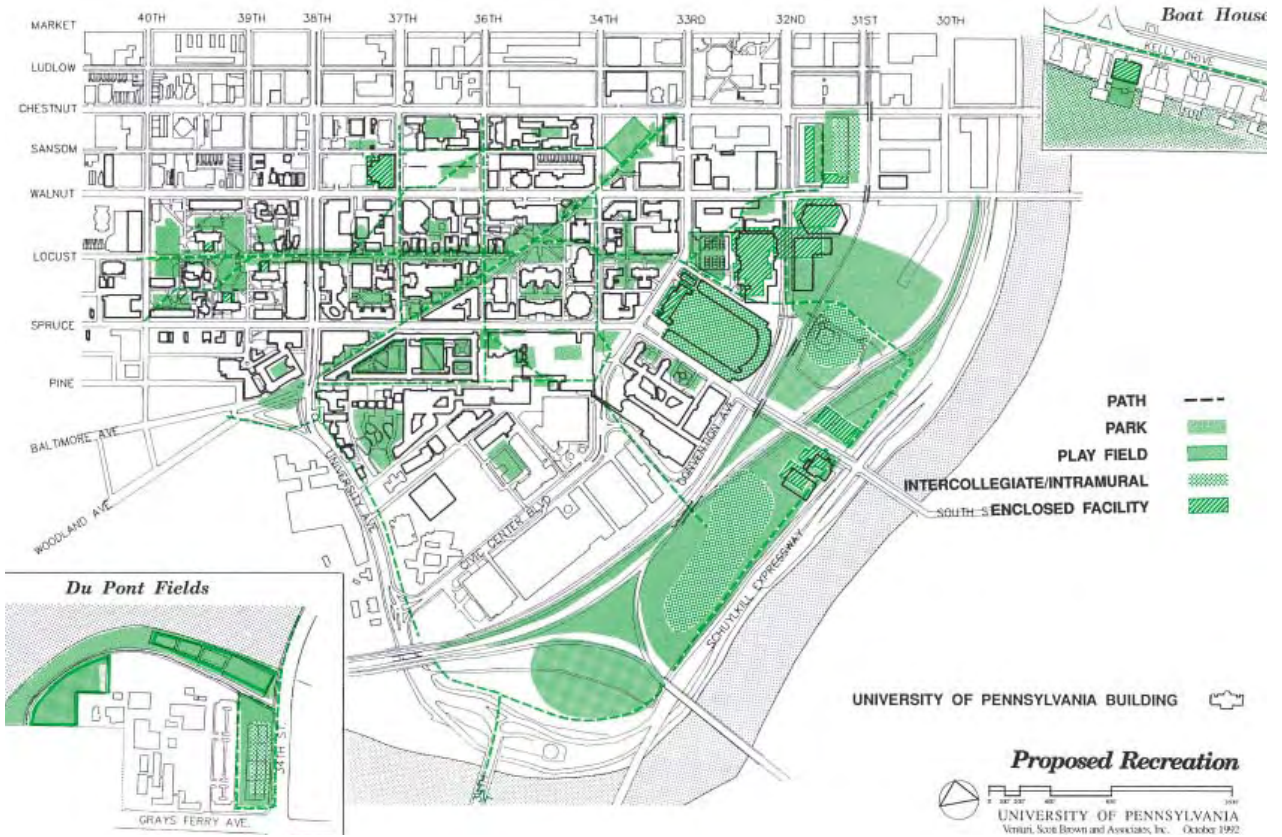 40TH 39TH 38TH 37TH 36TH 34TH 33RD 32ND 31ST 30TH
MARKET
LUDLOW
CHESTNUT
SANSOM
WALNUT
LOCUST
SPRUCE
PINE
BALTIMORE AVE
WOODLAND AVE
UNIVERSITY AVE
CIVIC CENTER BLVD
CONVENTION AVE
SCHUYLKILL EXPRESSWAY
SOUTH S
Boat House
KELLY DRIVE
PATH
PARK
PLAY FIELD
INTERCOLLEGIATE/INTRAMURAL
ENCLOSED FACILITY
Du Pont Fields
34TH ST.
GRAYS FERRY AVE.
UNIVERSITY OF PENNSYLVANIA BUILDING
Proposed Recreation
UNIVERSITY OF PENNSYLVANIA
Venturi, Scott Brown and Associates, Inc. October 1992